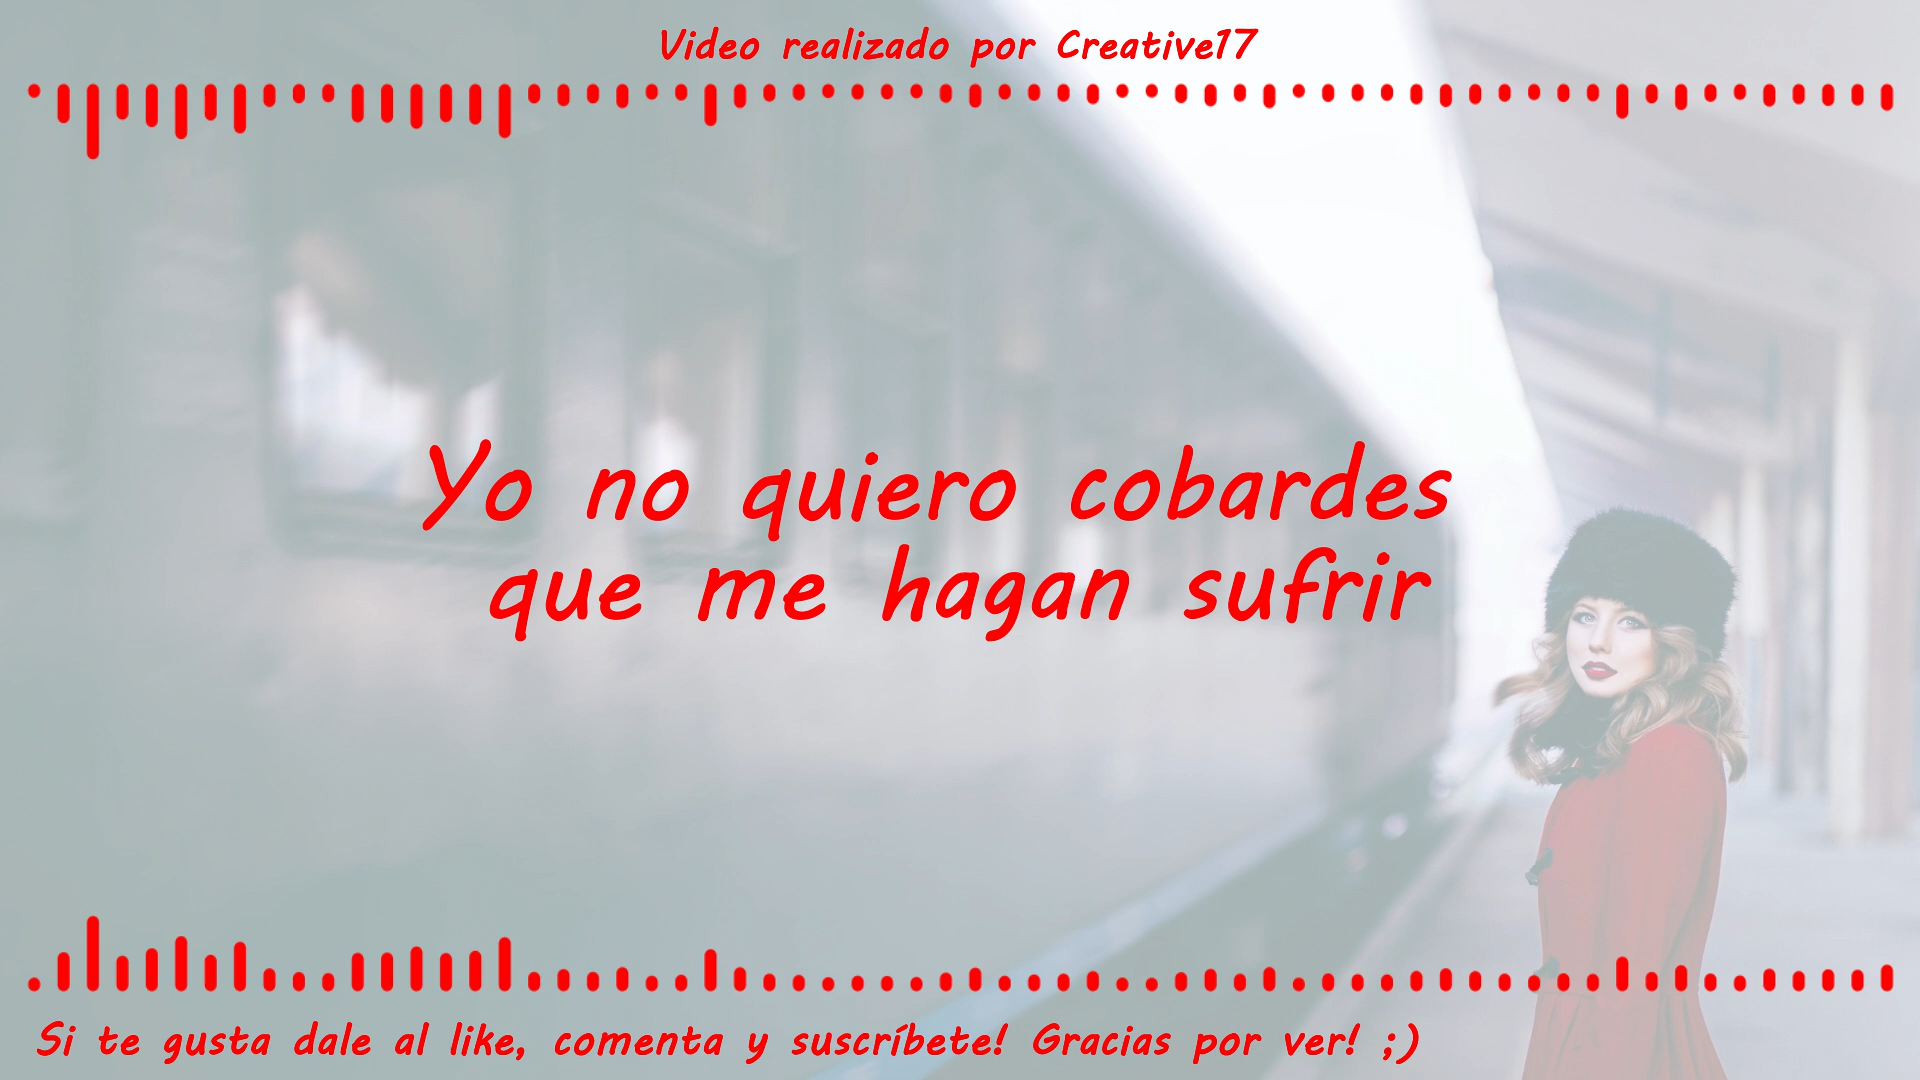 Video realizado por Creative17
Yo no quiero cobardes
que me hagan sufrir
Si te gusta dale al like, comenta y suscríbete! Gracias por ver! ;)